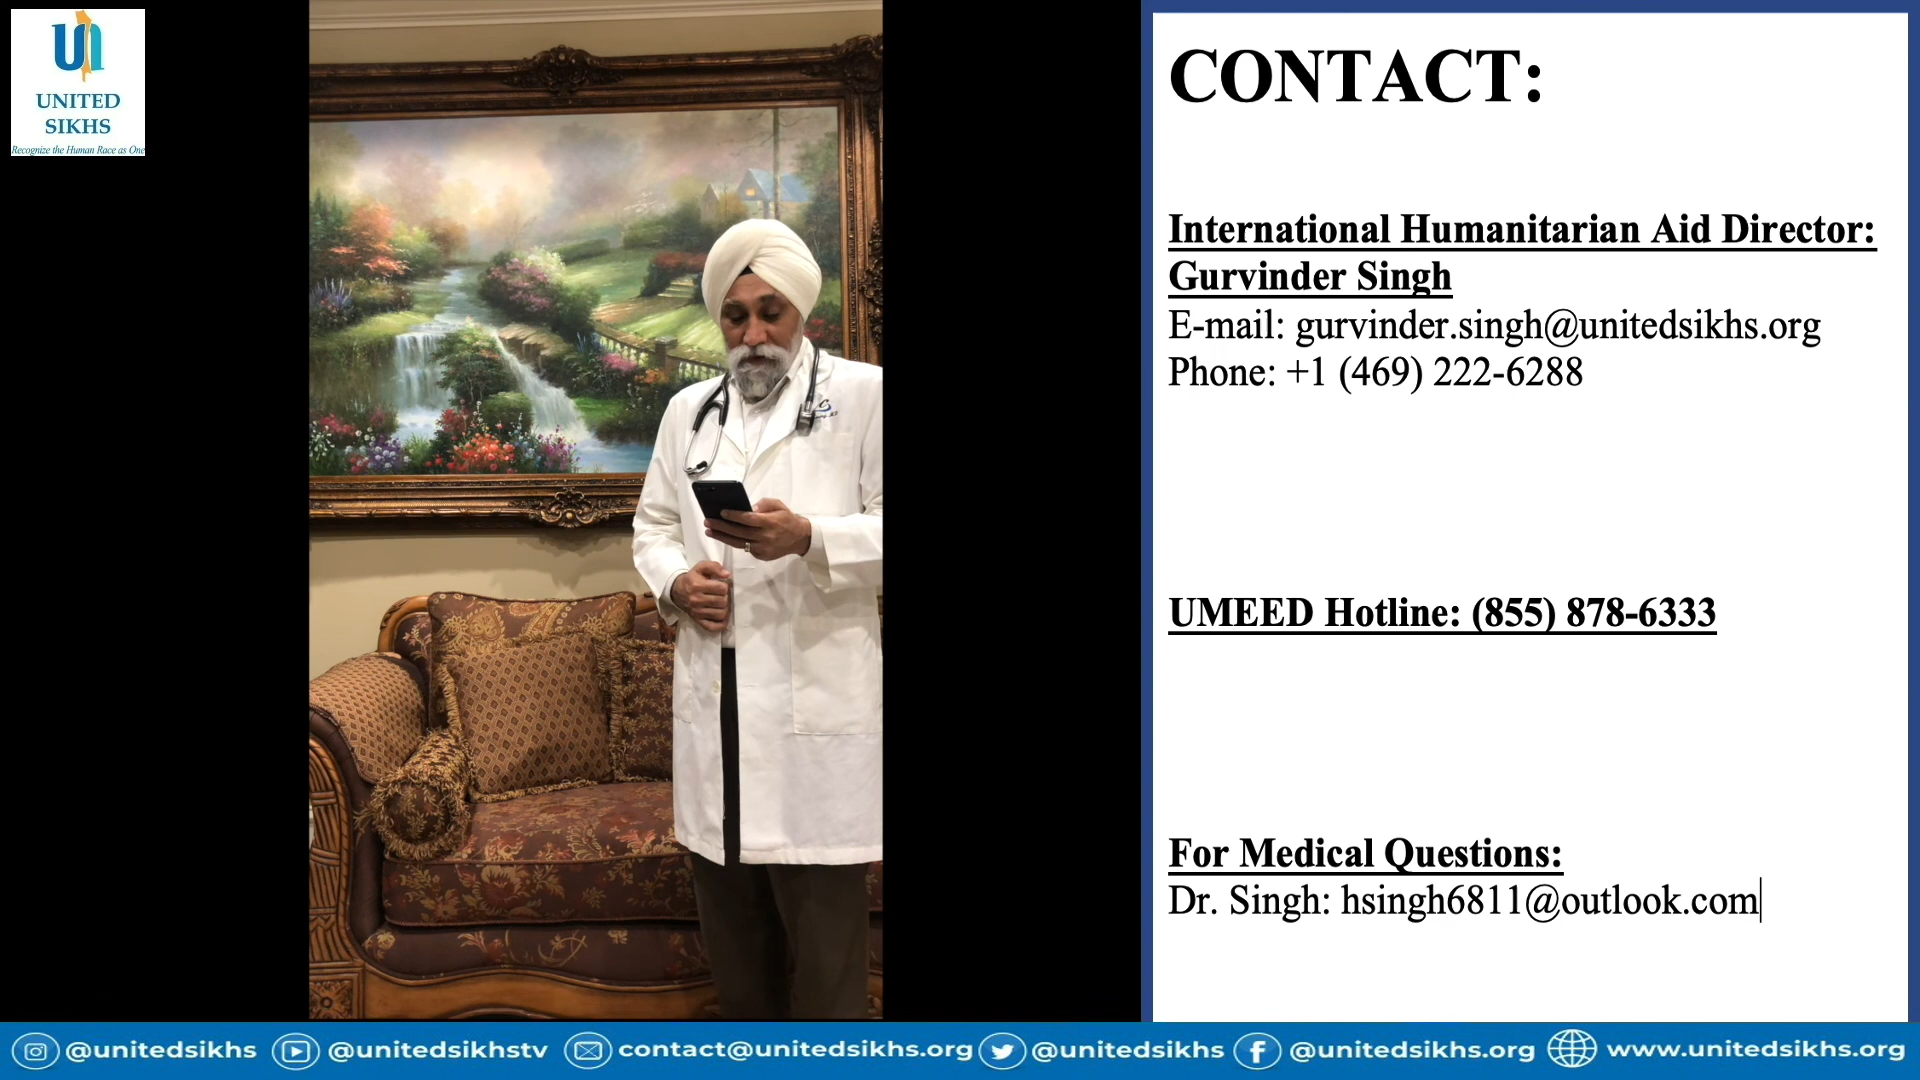 UNITED
SIKHS
Recognize the Human Race as One
CONTACT:
International Humanitarian Aid Director:
Gurvinder Singh
E-mail: gurvinder.singh@unitedsikhs.org
Phone: +1 (469) 222-6288
UMEED Hotline: (855) 878-6333
For Medical Questions:
Dr. Singh: hsingh6811@outlook.com
@unitedsikhs @unitedsikhstv contact@unitedsikhs.org @unitedsikhs @unitedsikhs.org www.unitedsikhs.org